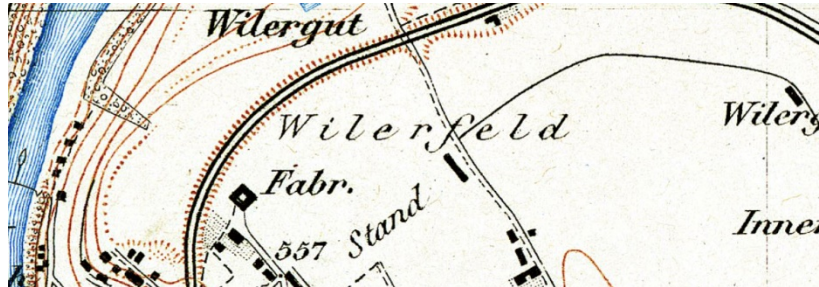 Wilergut
Wilerfeld
Wilerg
Fabr.
Stand
557
Inner
h